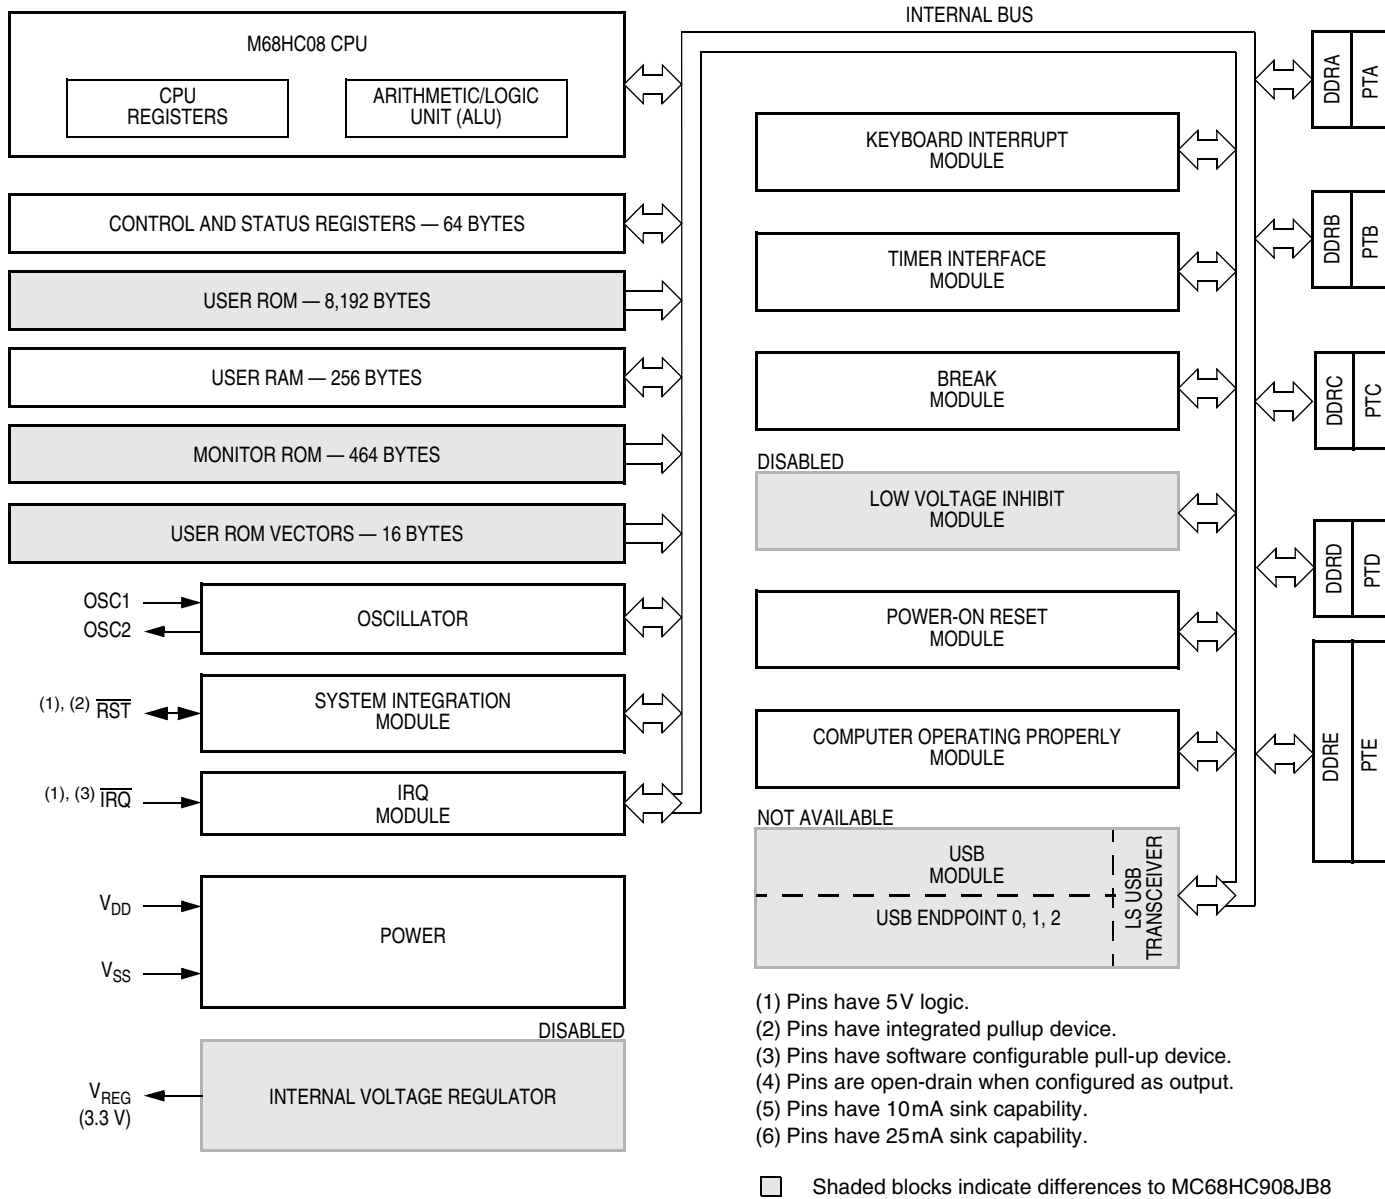 INTERNAL BUS
M68HC08 CPU
CPU
REGISTERS
ARITHMETIC/LOGIC
UNIT (ALU)
CONTROL AND STATUS REGISTERS — 64 BYTES
USER ROM — 8,192 BYTES
USER RAM — 256 BYTES
MONITOR ROM — 464 BYTES
USER ROM VECTORS — 16 BYTES
OSC1
OSC2
OSCILLATOR
(1), (2) RST
SYSTEM INTEGRATION
MODULE
(1), (3) IRQ
IRQ
MODULE
VDD
VSS
POWER
DISABLED
VREG
(3.3 V)
INTERNAL VOLTAGE REGULATOR
KEYBOARD INTERRUPT
MODULE
TIMER INTERFACE
MODULE
BREAK
MODULE
DISABLED
LOW VOLTAGE INHIBIT
MODULE
POWER-ON RESET
MODULE
COMPUTER OPERATING PROPERLY
MODULE
NOT AVAILABLE
USB
MODULE
USB ENDPOINT 0, 1, 2
LS USB
TRANSCEIVER
DDRA
PTA
DDRB
PTB
DDRC
PTC
DDRD
PTD
DDRE
PTE
(1) Pins have 5V logic.
(2) Pins have integrated pullup device.
(3) Pins have software configurable pull-up device.
(4) Pins are open-drain when configured as output.
(5) Pins have 10mA sink capability.
(6) Pins have 25mA sink capability.
Shaded blocks indicate differences to MC68HC908JB8